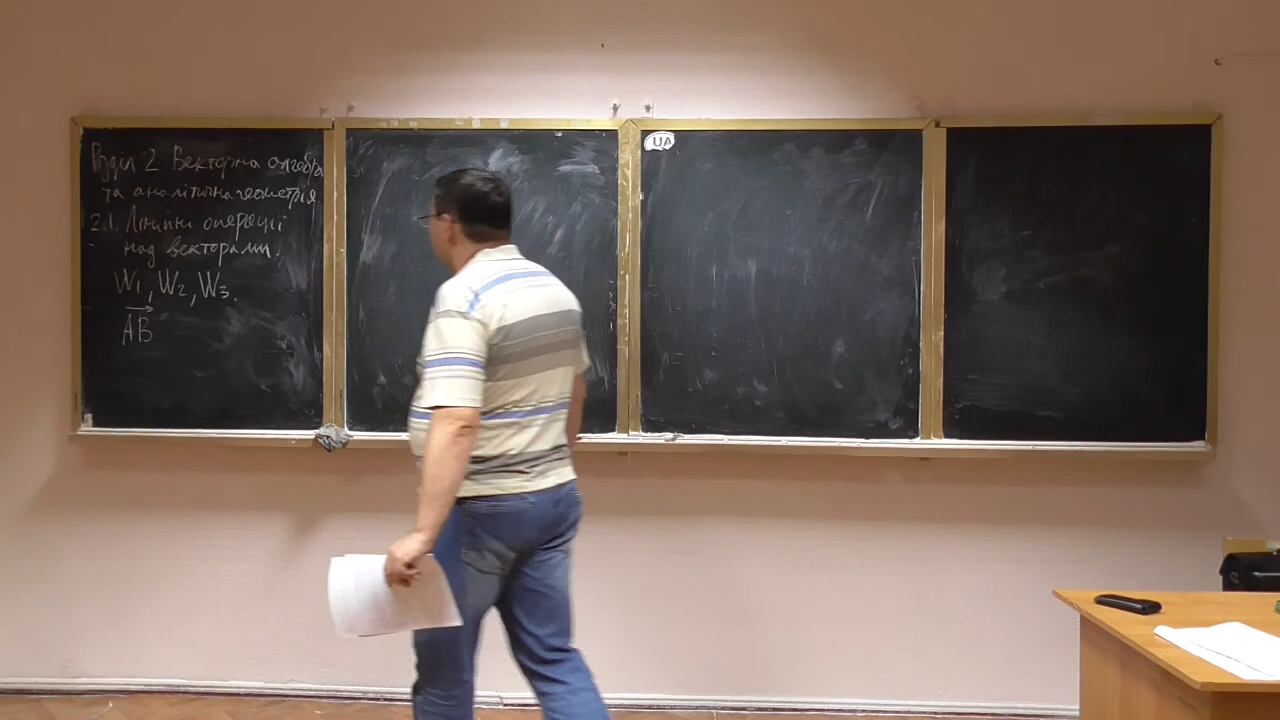 Розділ 2 Векторна алгебра
та аналітична геометрія.
2.1. Лінійні операції
над векторами.
W₁, W₂, W₃.
AB
UA